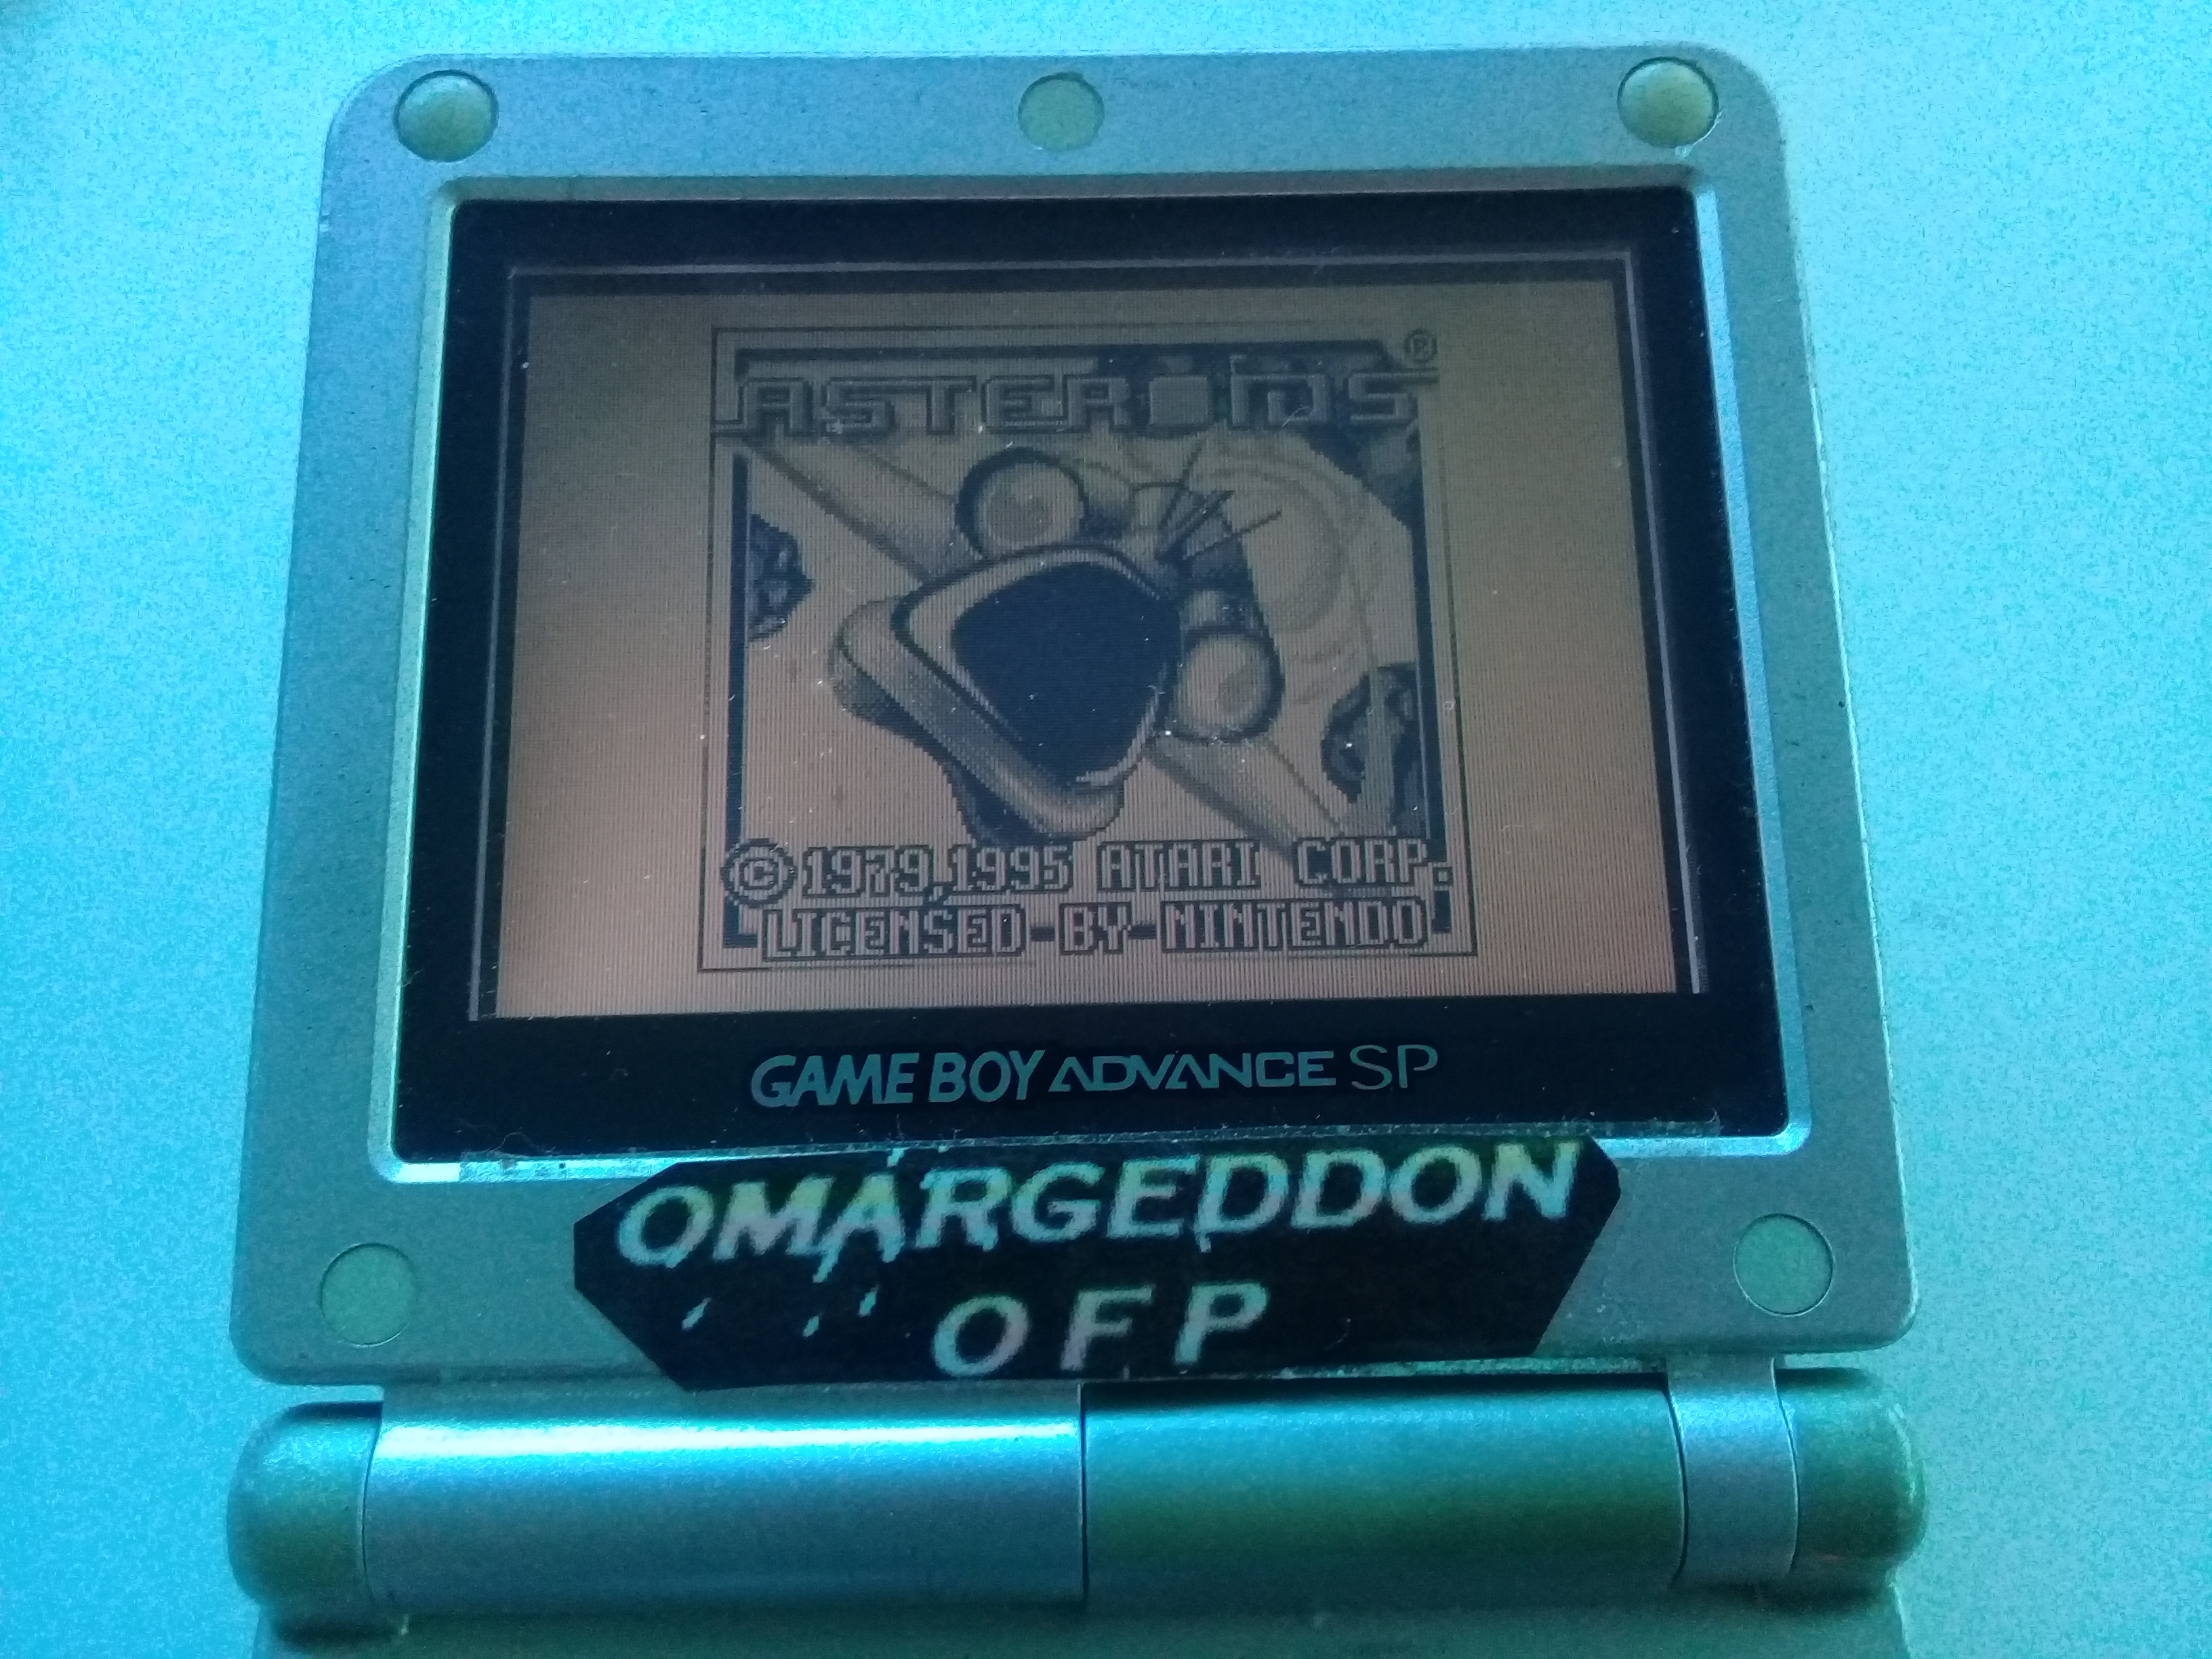 ASTEROIDS ®
©1979,1995 ATARI CORP.
LICENSED BY NINTENDO
GAME BOY ADVANCE SP
OMARGEDDON
OFP